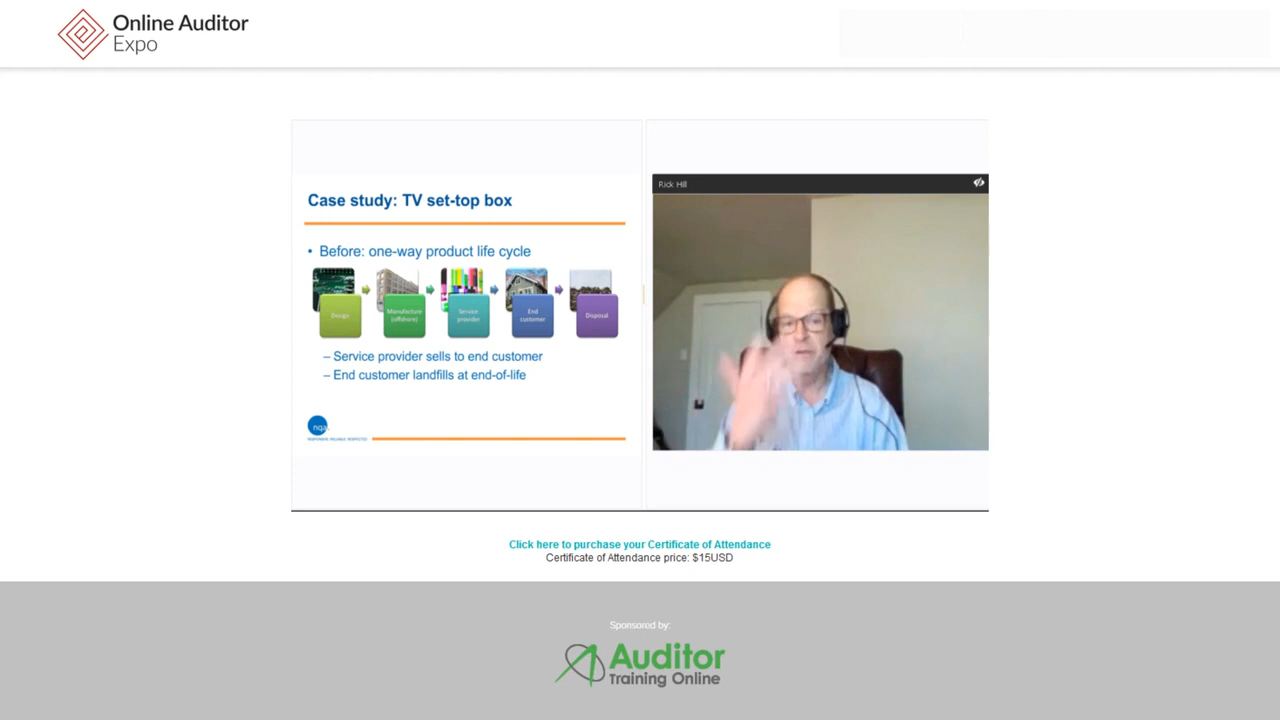 Online Auditor
Expo
Case study: TV set-top box
• Before: one-way product life cycle
Design
Manufacture
(offshore)
Service
provider
End
customer
Disposal
– Service provider sells to end customer
– End customer landfills at end-of-life
nqa
RESPONSIVE. RELIABLE. RESPECTED.
Rick Hill
Click here to purchase your Certificate of Attendance
Certificate of Attendance price: $15USD
Sponsored by:
Auditor
Training Online